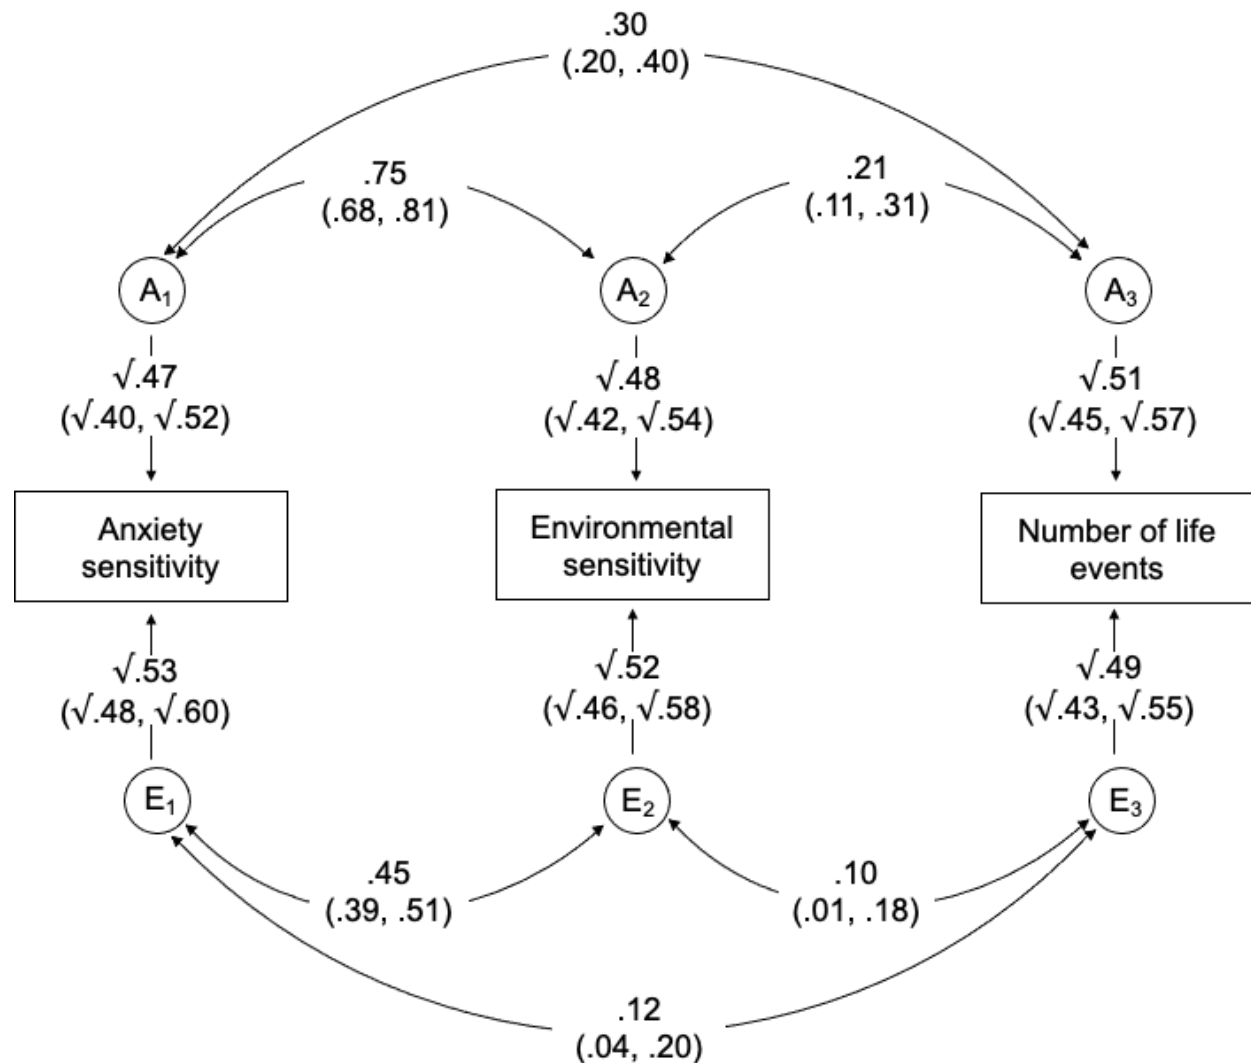 .30
(.20, .40)
.75
(.68, .81)
.21
(.11, .31)
A₁
A₂
A₃
√.47
(√.40, √.52)
√.48
(√.42, √.54)
√.51
(√.45, √.57)
Anxiety
sensitivity
Environmental
sensitivity
Number of life
events
√.53
(√.48, √.60)
√.52
(√.46, √.58)
√.49
(√.43, √.55)
E₁
E₂
E₃
.45
(.39, .51)
.10
(.01, .18)
.12
(.04, .20)